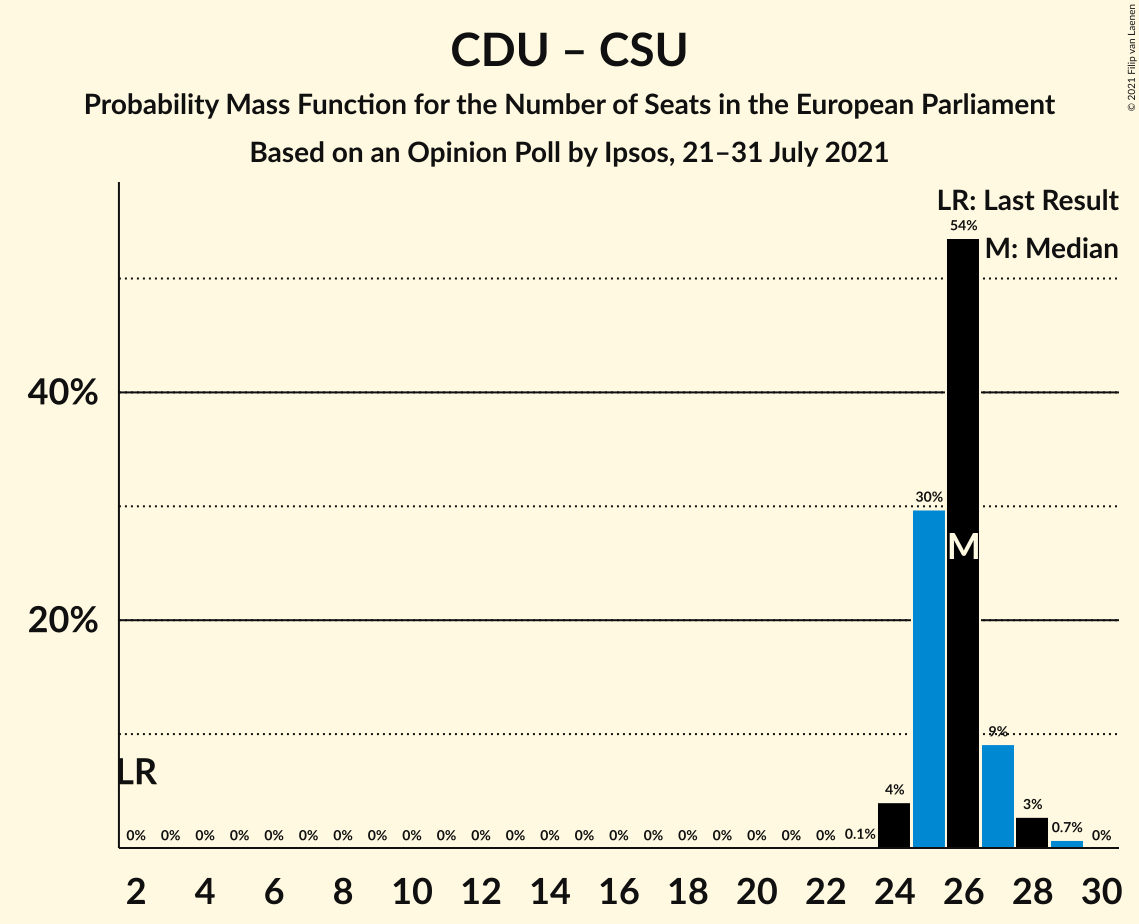 CDU – CSU
Probability Mass Function for the Number of Seats in the European Parliament
Based on an Opinion Poll by Ipsos, 21–31 July 2021
© 2021 Filip van Laenen
LR: Last Result
M: Median
54%
40%
30%
M
20%
9%
LR
4%
3%
0% 0% 0% 0% 0% 0% 0% 0% 0% 0% 0% 0% 0% 0% 0% 0% 0% 0% 0% 0% 0% 0.1% 0.7% 0%
2 4 6 8 10 12 14 16 18 20 22 24 26 28 30